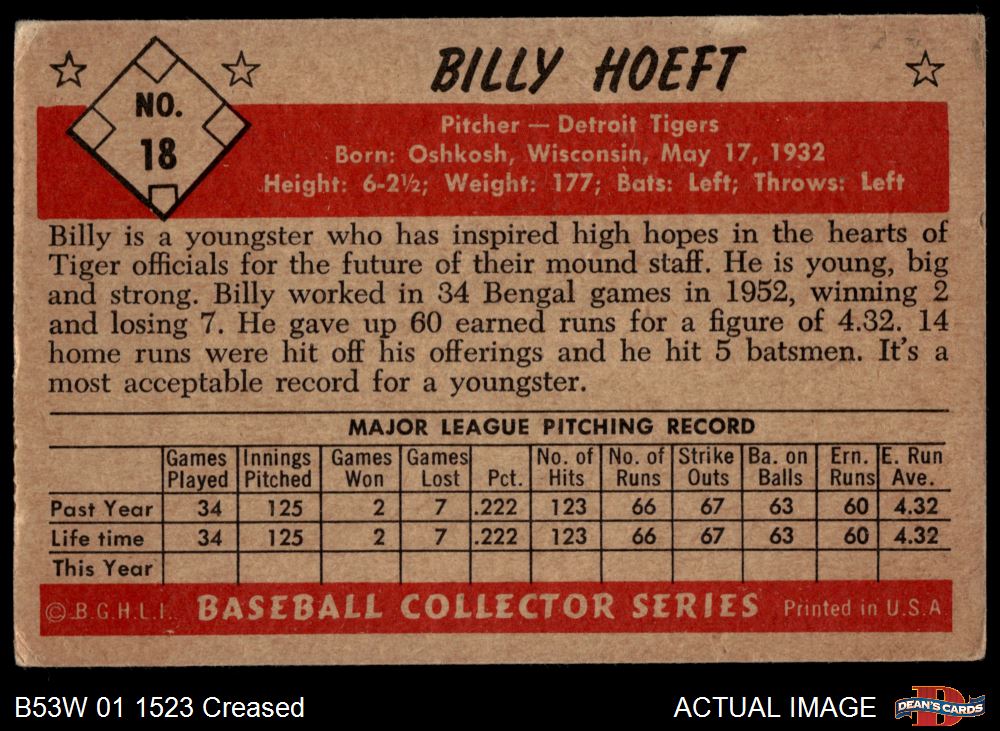 BILLY HOEFT
NO.
18
Pitcher — Detroit Tigers
Born: Oshkosh, Wisconsin, May 17, 1932
Height: 6-2½; Weight: 177; Bats: Left; Throws: Left
Billy is a youngster who has inspired high hopes in the hearts of
Tiger officials for the future of their mound staff. He is young, big
and strong. Billy worked in 34 Bengal games in 1952, winning 2
and losing 7. He gave up 60 earned runs for a figure of 4.32. 14
home runs were hit off his offerings and he hit 5 batsmen. It's a
most acceptable record for a youngster.
MAJOR LEAGUE PITCHING RECORD
Games Innings Games Games No. of No. of Strike Ba. on Ern. E. Run
Played Pitched Won Lost Pct. Hits Runs Outs Balls Runs Ave.
Past Year 34 125 2 7 .222 123 66 67 63 60 4.32
Life time 34 125 2 7 .222 123 66 67 63 60 4.32
This Year
© B.G.H.L.I. BASEBALL COLLECTOR SERIES Printed in U.S.A
B53W 01 1523 Creased ACTUAL IMAGE
D
DEAN'S CARDS